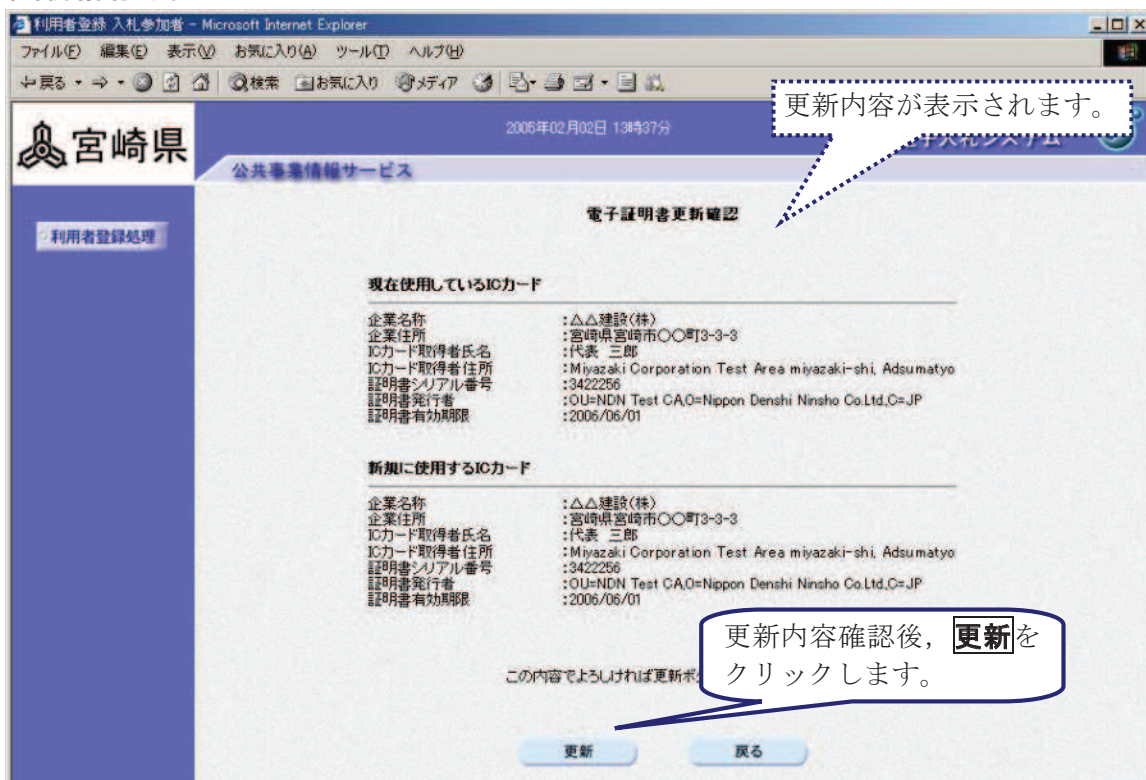 利用者登録 入札参加者 - Microsoft Internet Explorer
ファイル(F) 編集(E) 表示(V) お気に入り(A) ツール(T) ヘルプ(H)
戻る 検索 お気に入り メディア
更新内容が表示されます。
宮崎県
2005年02月02日 13時37分
公共事業情報サービス
電子証明書更新確認
利用者登録処理
現在使用しているICカード
企業名称 :△△建設(株)
企業住所 :宮崎県宮崎市〇〇町3-3-3
ICカード取得者氏名 :代表 三郎
ICカード取得者住所 :Miyazaki Corporation Test Area miyazaki-shi, Adsumatyo
証明書シリアル番号 :3422256
証明書発行者 :OU=NDN Test CA,O=Nippon Denshi Ninsho Co.Ltd,C=JP
証明書有効期限 :2006/06/01
新規に使用するICカード
企業名称 :△△建設(株)
企業住所 :宮崎県宮崎市〇〇町3-3-3
ICカード取得者氏名 :代表 三郎
ICカード取得者住所 :Miyazaki Corporation Test Area miyazaki-shi, Adsumatyo
証明書シリアル番号 :3422256
証明書発行者 :OU=NDN Test CA,O=Nippon Denshi Ninsho Co.Ltd,C=JP
証明書有効期限 :2006/06/01
更新内容確認後，更新を
クリックします。
この内容でよろしければ更新ボ
更新 戻る